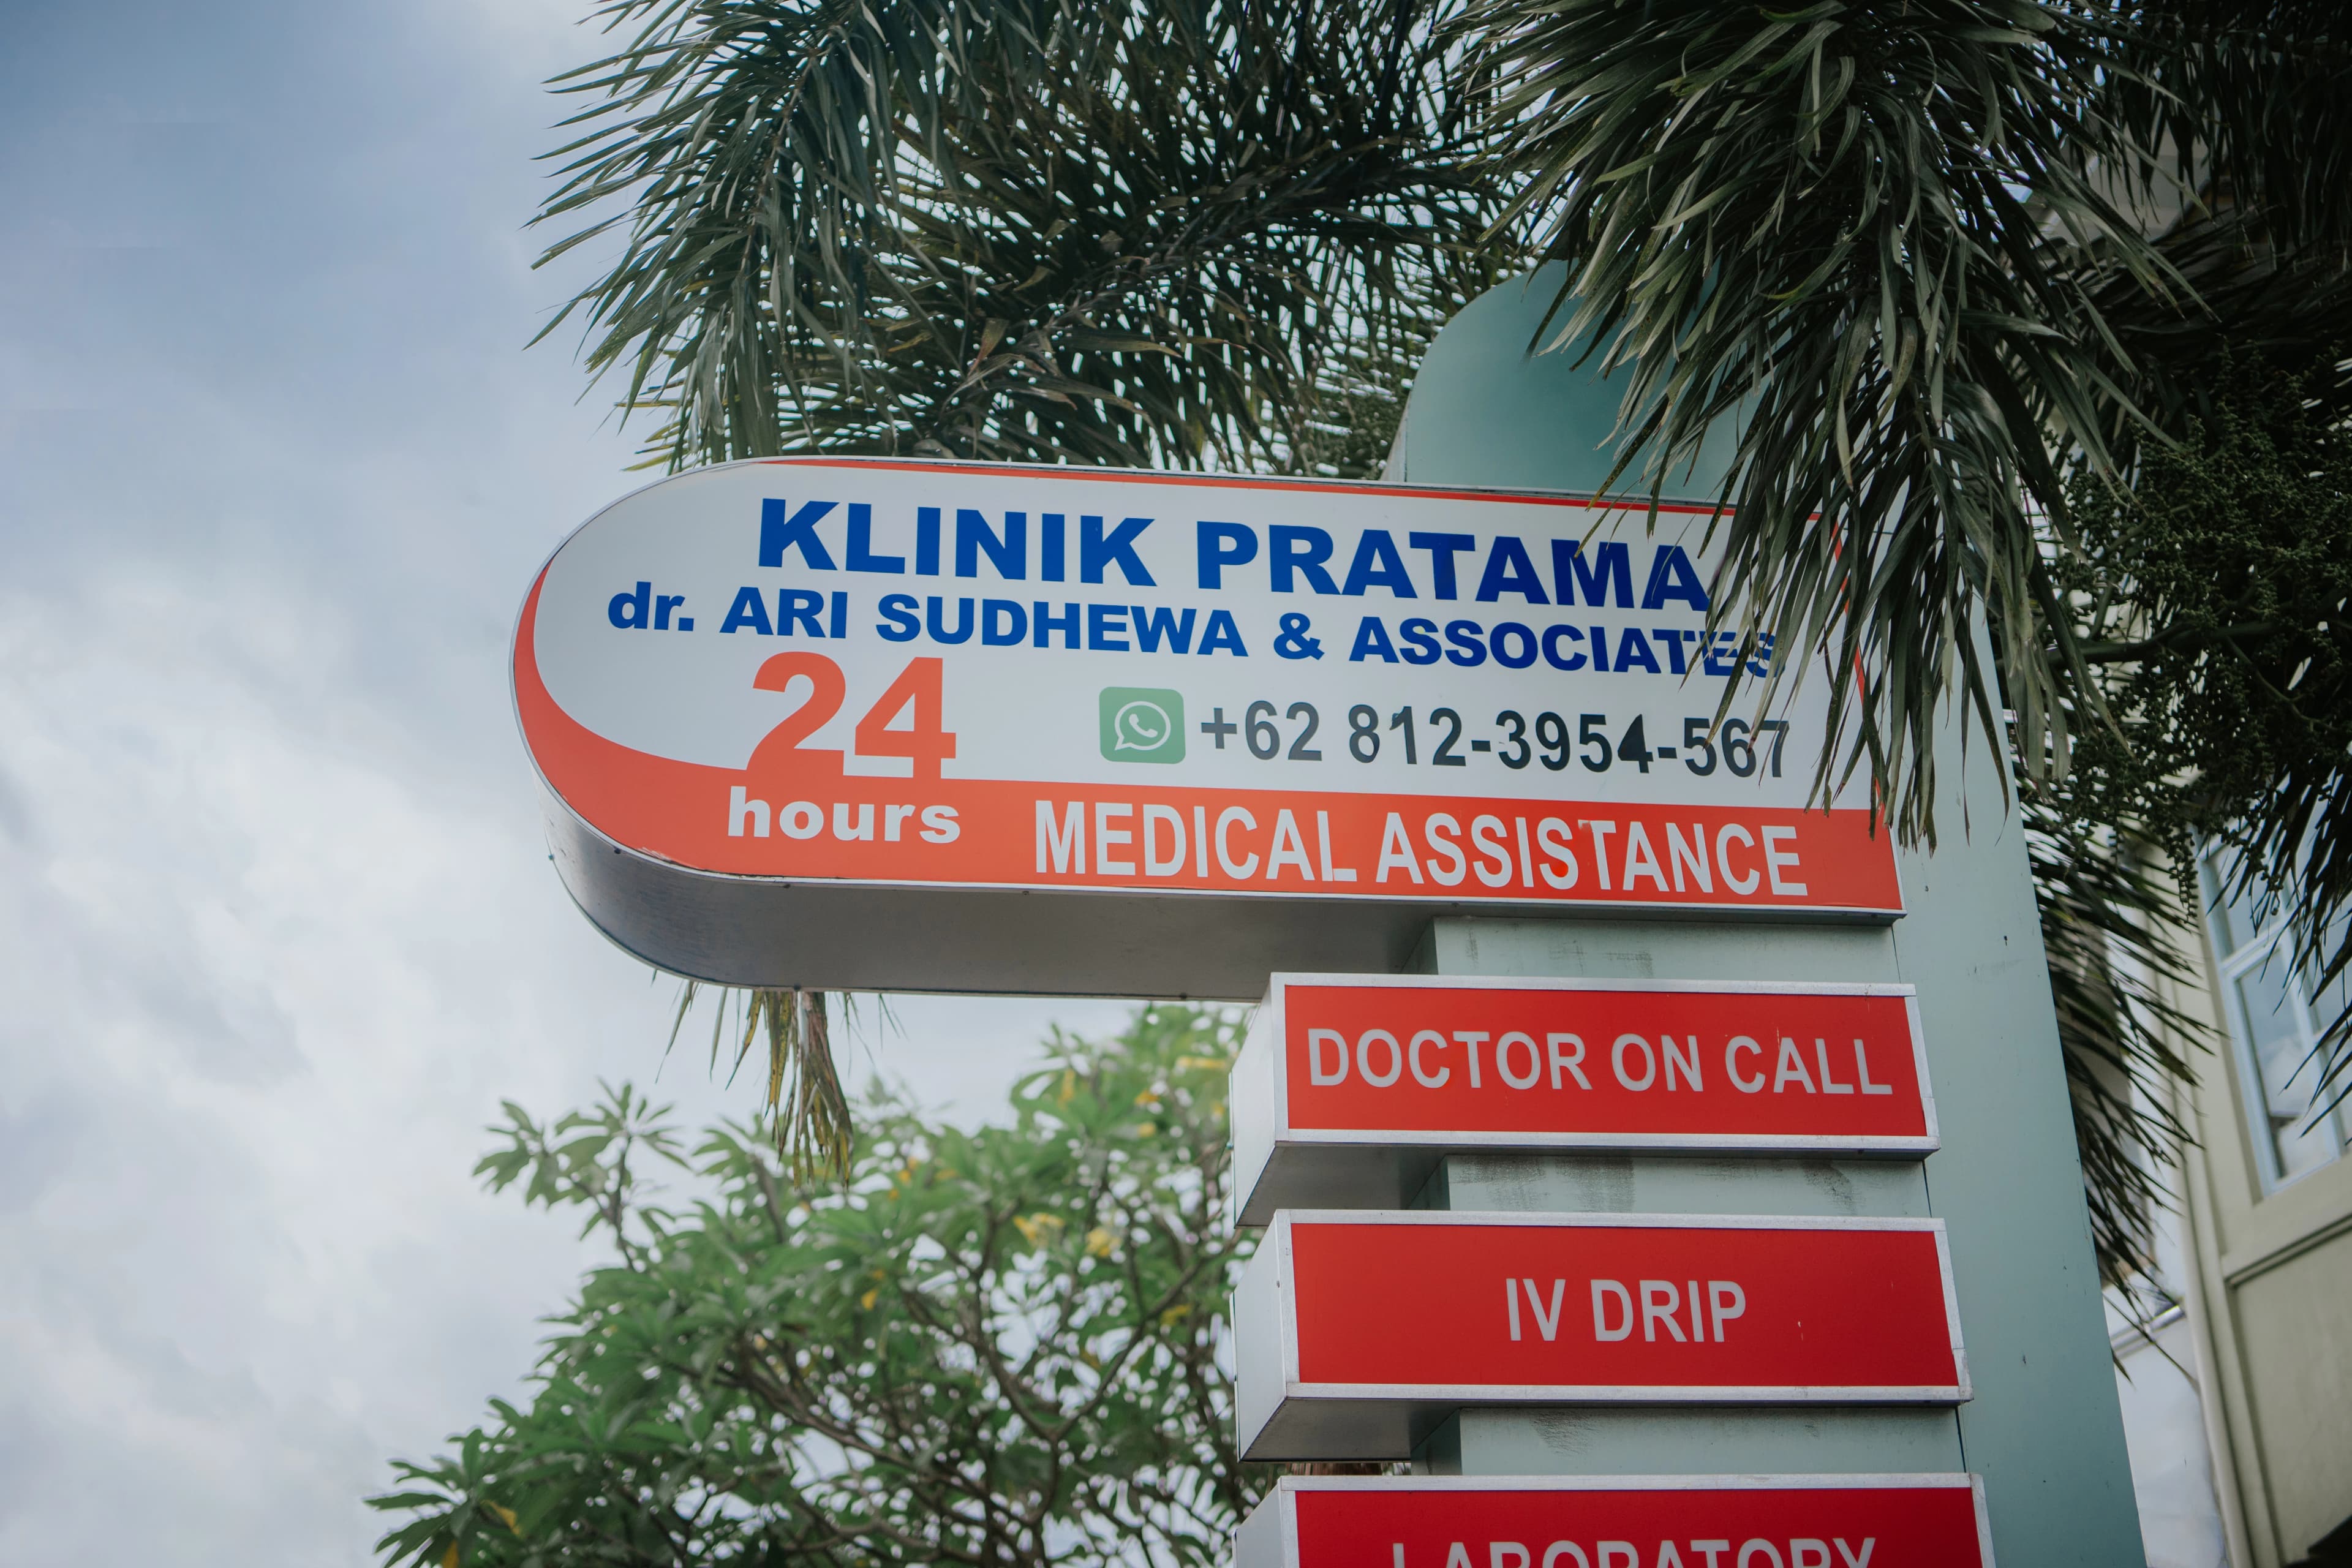 KLINIK PRATAMA
dr. ARI SUDHEWA & ASSOCIATES
24
hours
+62 812-3954-567
MEDICAL ASSISTANCE
DOCTOR ON CALL
IV DRIP
LABORATORY